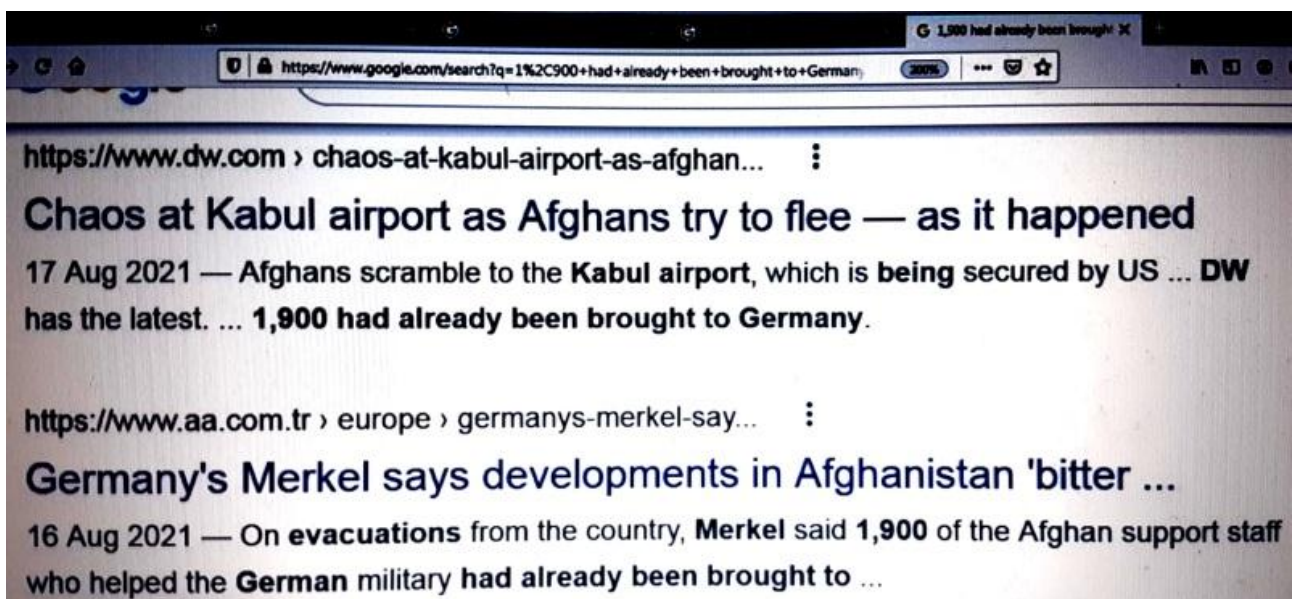 G 1,900 had already been brought X
https://www.google.com/search?q=1%2C900+had+already+been+brought+to+German
200% ...
https://www.dw.com › chaos-at-kabul-airport-as-afghan...
Chaos at Kabul airport as Afghans try to flee — as it happened
17 Aug 2021 — Afghans scramble to the Kabul airport, which is being secured by US ... DW
has the latest. ... 1,900 had already been brought to Germany.
https://www.aa.com.tr › europe › germanys-merkel-say...
Germany's Merkel says developments in Afghanistan 'bitter ...
16 Aug 2021 — On evacuations from the country, Merkel said 1,900 of the Afghan support staff
who helped the German military had already been brought to ...